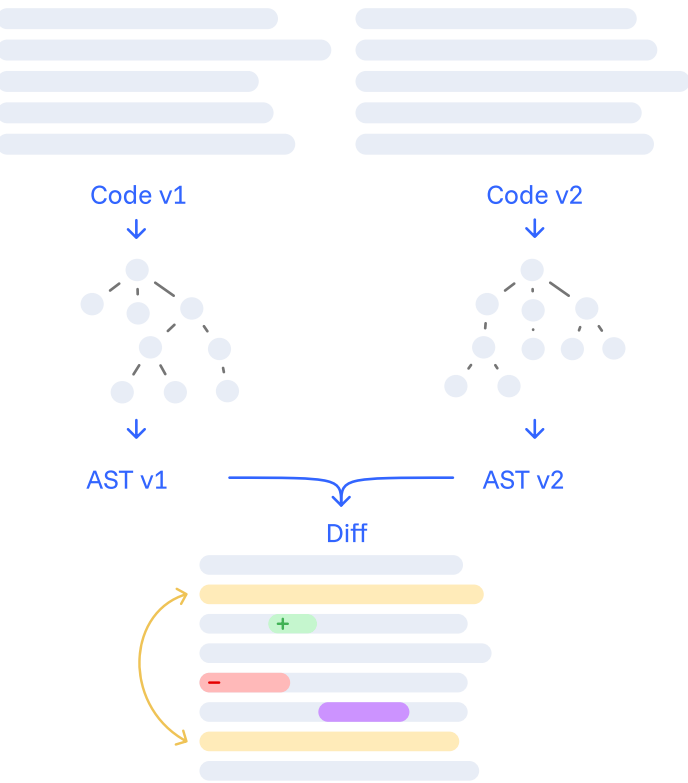 Code v1
Code v2
AST v1
AST v2
Diff
+
−